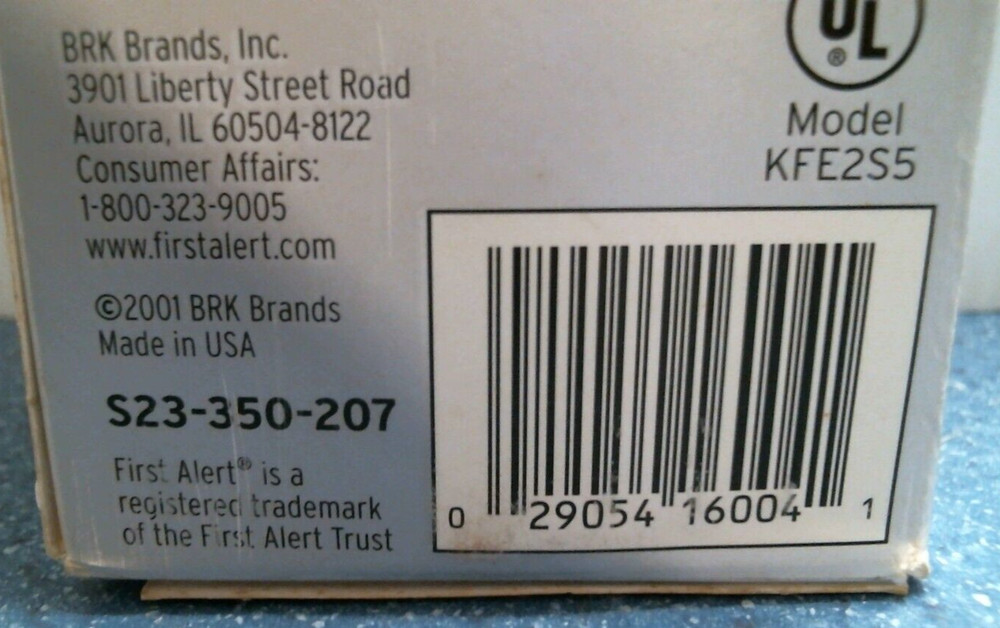 BRK Brands, Inc.
3901 Liberty Street Road
Aurora, IL 60504-8122
Consumer Affairs:
1-800-323-9005
www.firstalert.com
©2001 BRK Brands
Made in USA
S23-350-207
First Alert® is a
registered trademark
of the First Alert Trust
UL
®
Model
KFE2S5
0 29054 16004 1